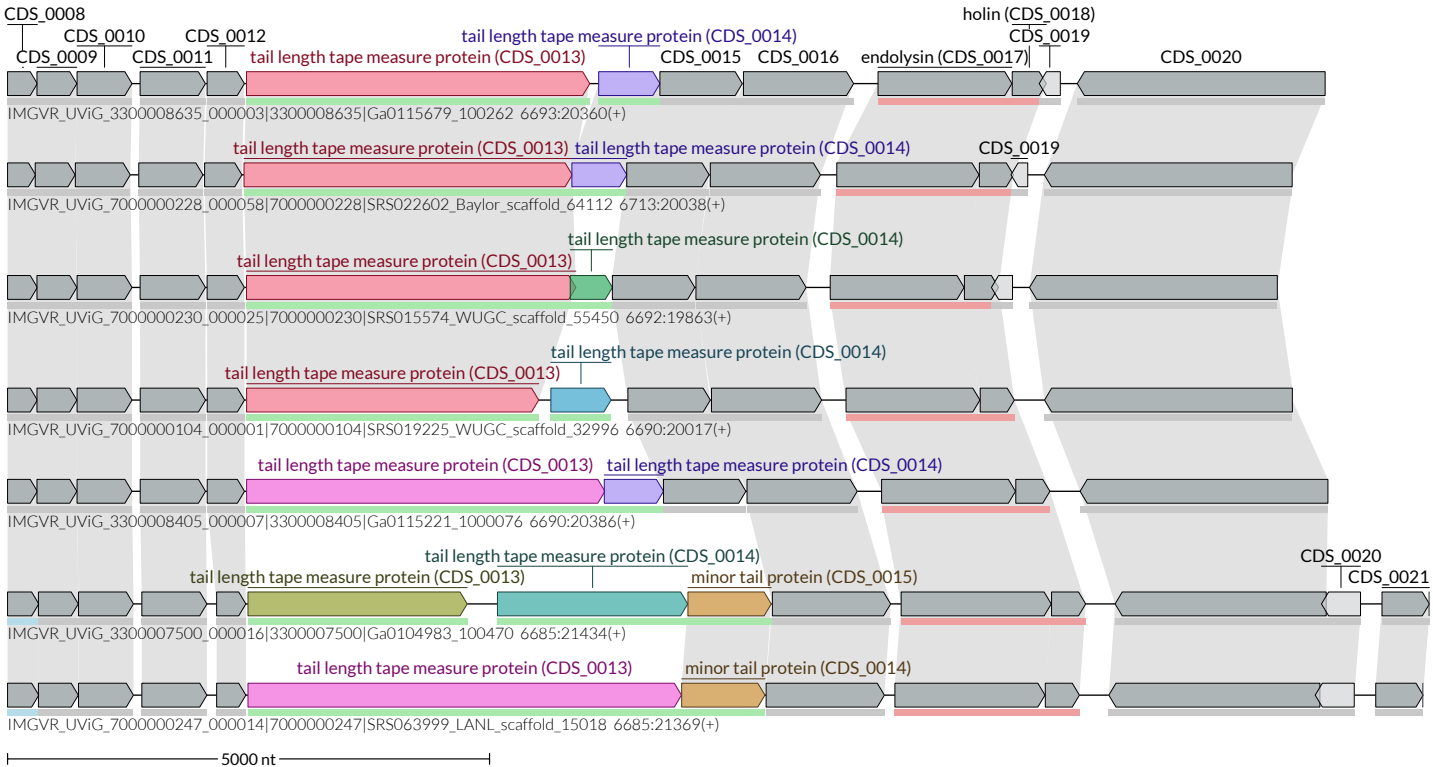 CDS_0008 holin (CDS_0018)
CDS_0010 CDS_0012 tail length tape measure protein (CDS_0014) CDS_0019
CDS_0009 CDS_0011 tail length tape measure protein (CDS_0013) CDS_0015 CDS_0016 endolysin (CDS_0017) CDS_0020
IMGVR_UViG_3300008635_000003|3300008635|Ga0115679_100262 6693:20360(+)
tail length tape measure protein (CDS_0013) tail length tape measure protein (CDS_0014) CDS_0019
IMGVR_UViG_7000000228_000058|7000000228|SRS022602_Baylor_scaffold_64112 6713:20038(+)
tail length tape measure protein (CDS_0014)
tail length tape measure protein (CDS_0013)
IMGVR_UViG_7000000230_000025|7000000230|SRS015574_WUGC_scaffold_55450 6692:19863(+)
tail length tape measure protein (CDS_0014)
tail length tape measure protein (CDS_0013)
IMGVR_UViG_7000000104_000001|7000000104|SRS019225_WUGC_scaffold_32996 6690:20017(+)
tail length tape measure protein (CDS_0013) tail length tape measure protein (CDS_0014)
IMGVR_UViG_3300008405_000007|3300008405|Ga0115221_1000076 6690:20386(+)
tail length tape measure protein (CDS_0014) CDS_0020
tail length tape measure protein (CDS_0013) minor tail protein (CDS_0015) CDS_0021
IMGVR_UViG_3300007500_000016|3300007500|Ga0104983_100470 6685:21434(+)
tail length tape measure protein (CDS_0013) minor tail protein (CDS_0014)
IMGVR_UViG_7000000247_000014|7000000247|SRS063999_LANL_scaffold_15018 6685:21369(+)
5000 nt